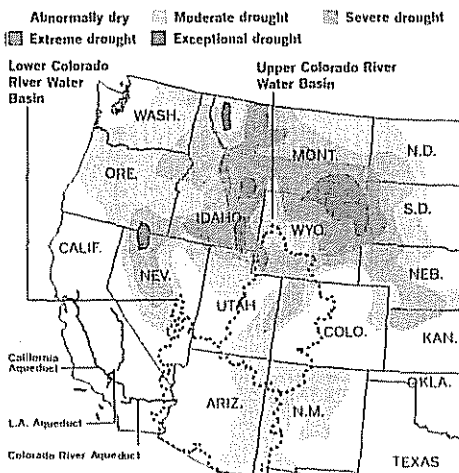 Abnormally dry Moderate drought Severe drought
Extreme drought Exceptional drought
Lower Colorado
River Water
Basin
Upper Colorado River
Water Basin
WASH.
MONT.
N.D.
ORE.
IDAHO
WYO.
S.D.
CALIF.
NEV.
UTAH
COLO.
NEB.
KAN.
California
Aqueduct
L.A. Aqueduct
Colorado River Aqueduct
ARIZ.
N.M.
OKLA.
TEXAS